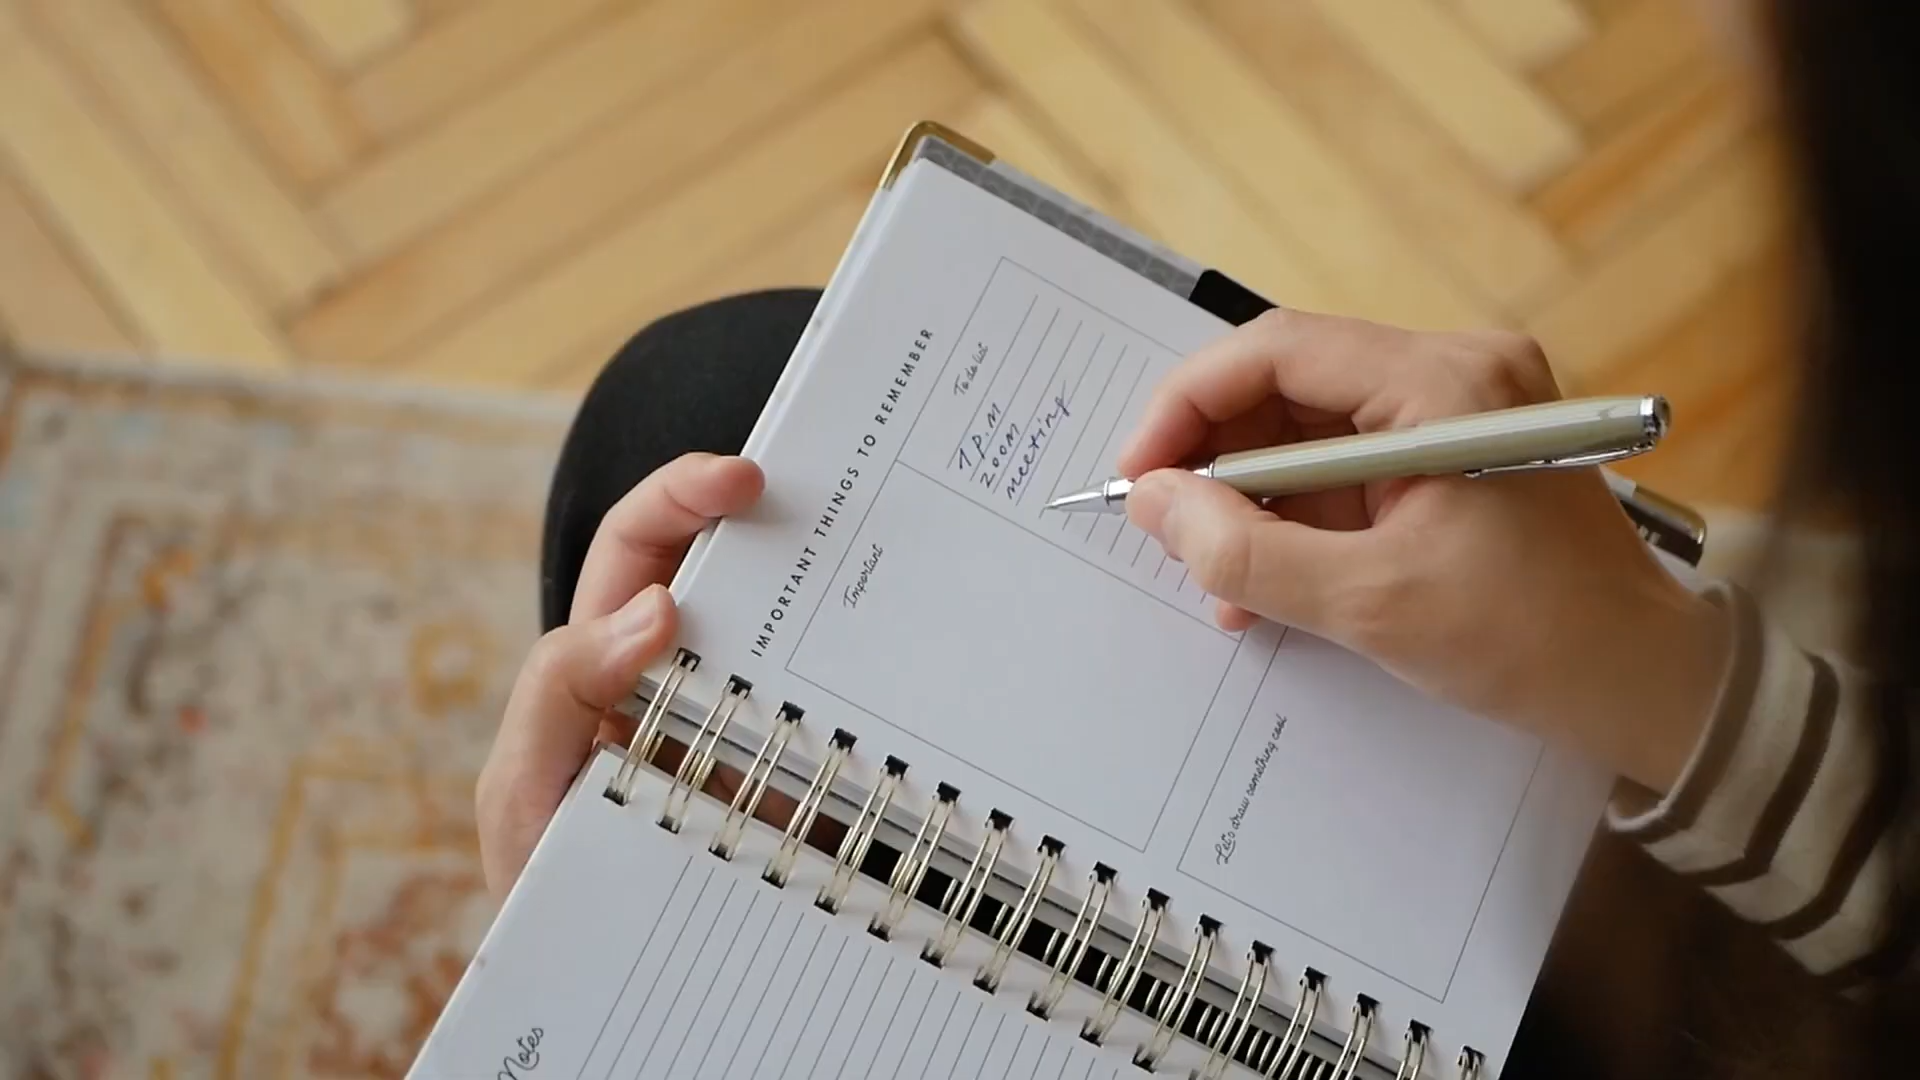 IMPORTANT THINGS TO REMEMBER
To do list
1 P.M
ZOOM
meeting
Important
Let's draw something cool
Notes